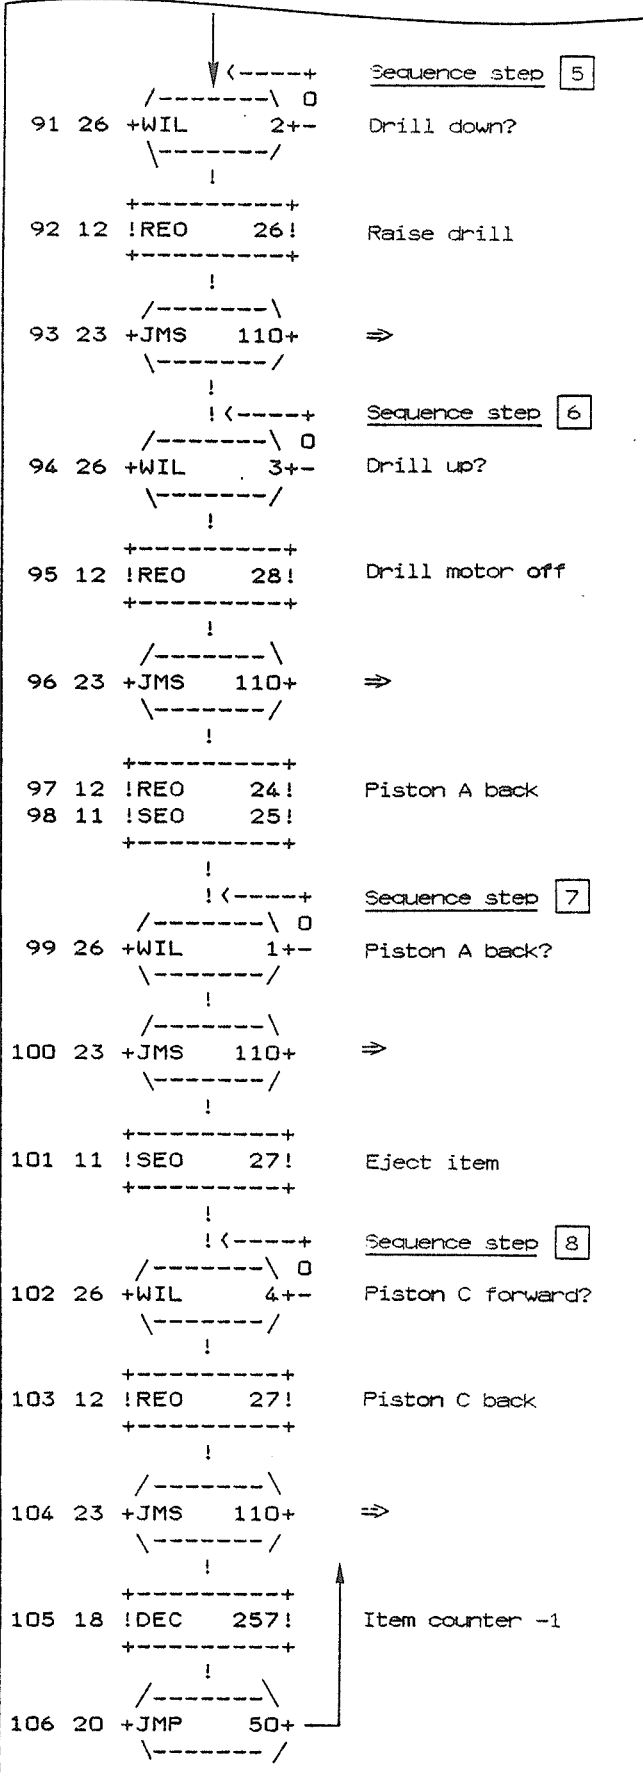 <----+ Sequence step 5
/-------\ 0
91 26 +WIL 2+- Drill down?
\-------/
!
+----------+
92 12 !REO 26! Raise drill
+----------+
!
/-------\
93 23 +JMS 110+ =>
\-------/
!
!<----+ Sequence step 6
/-------\ 0
94 26 +WIL 3+- Drill up?
\-------/
!
+----------+
95 12 !REO 28! Drill motor off
+----------+
!
/-------\
96 23 +JMS 110+ =>
\-------/
!
+----------+
97 12 !REO 24! Piston A back
98 11 !SEO 25!
+----------+
!
!<----+ Sequence step 7
/-------\ 0
99 26 +WIL 1+- Piston A back?
\-------/
!
/-------\
100 23 +JMS 110+ =>
\-------/
!
+----------+
101 11 !SEO 27! Eject item
+----------+
!
!<----+ Sequence step 8
/-------\ 0
102 26 +WIL 4+- Piston C forward?
\-------/
!
+----------+
103 12 !REO 27! Piston C back
+----------+
!
/-------\
104 23 +JMS 110+ =>
\-------/
!
+----------+
105 18 !DEC 257! Item counter -1
+----------+
!
/-------\
106 20 +JMP 50+
\-------/